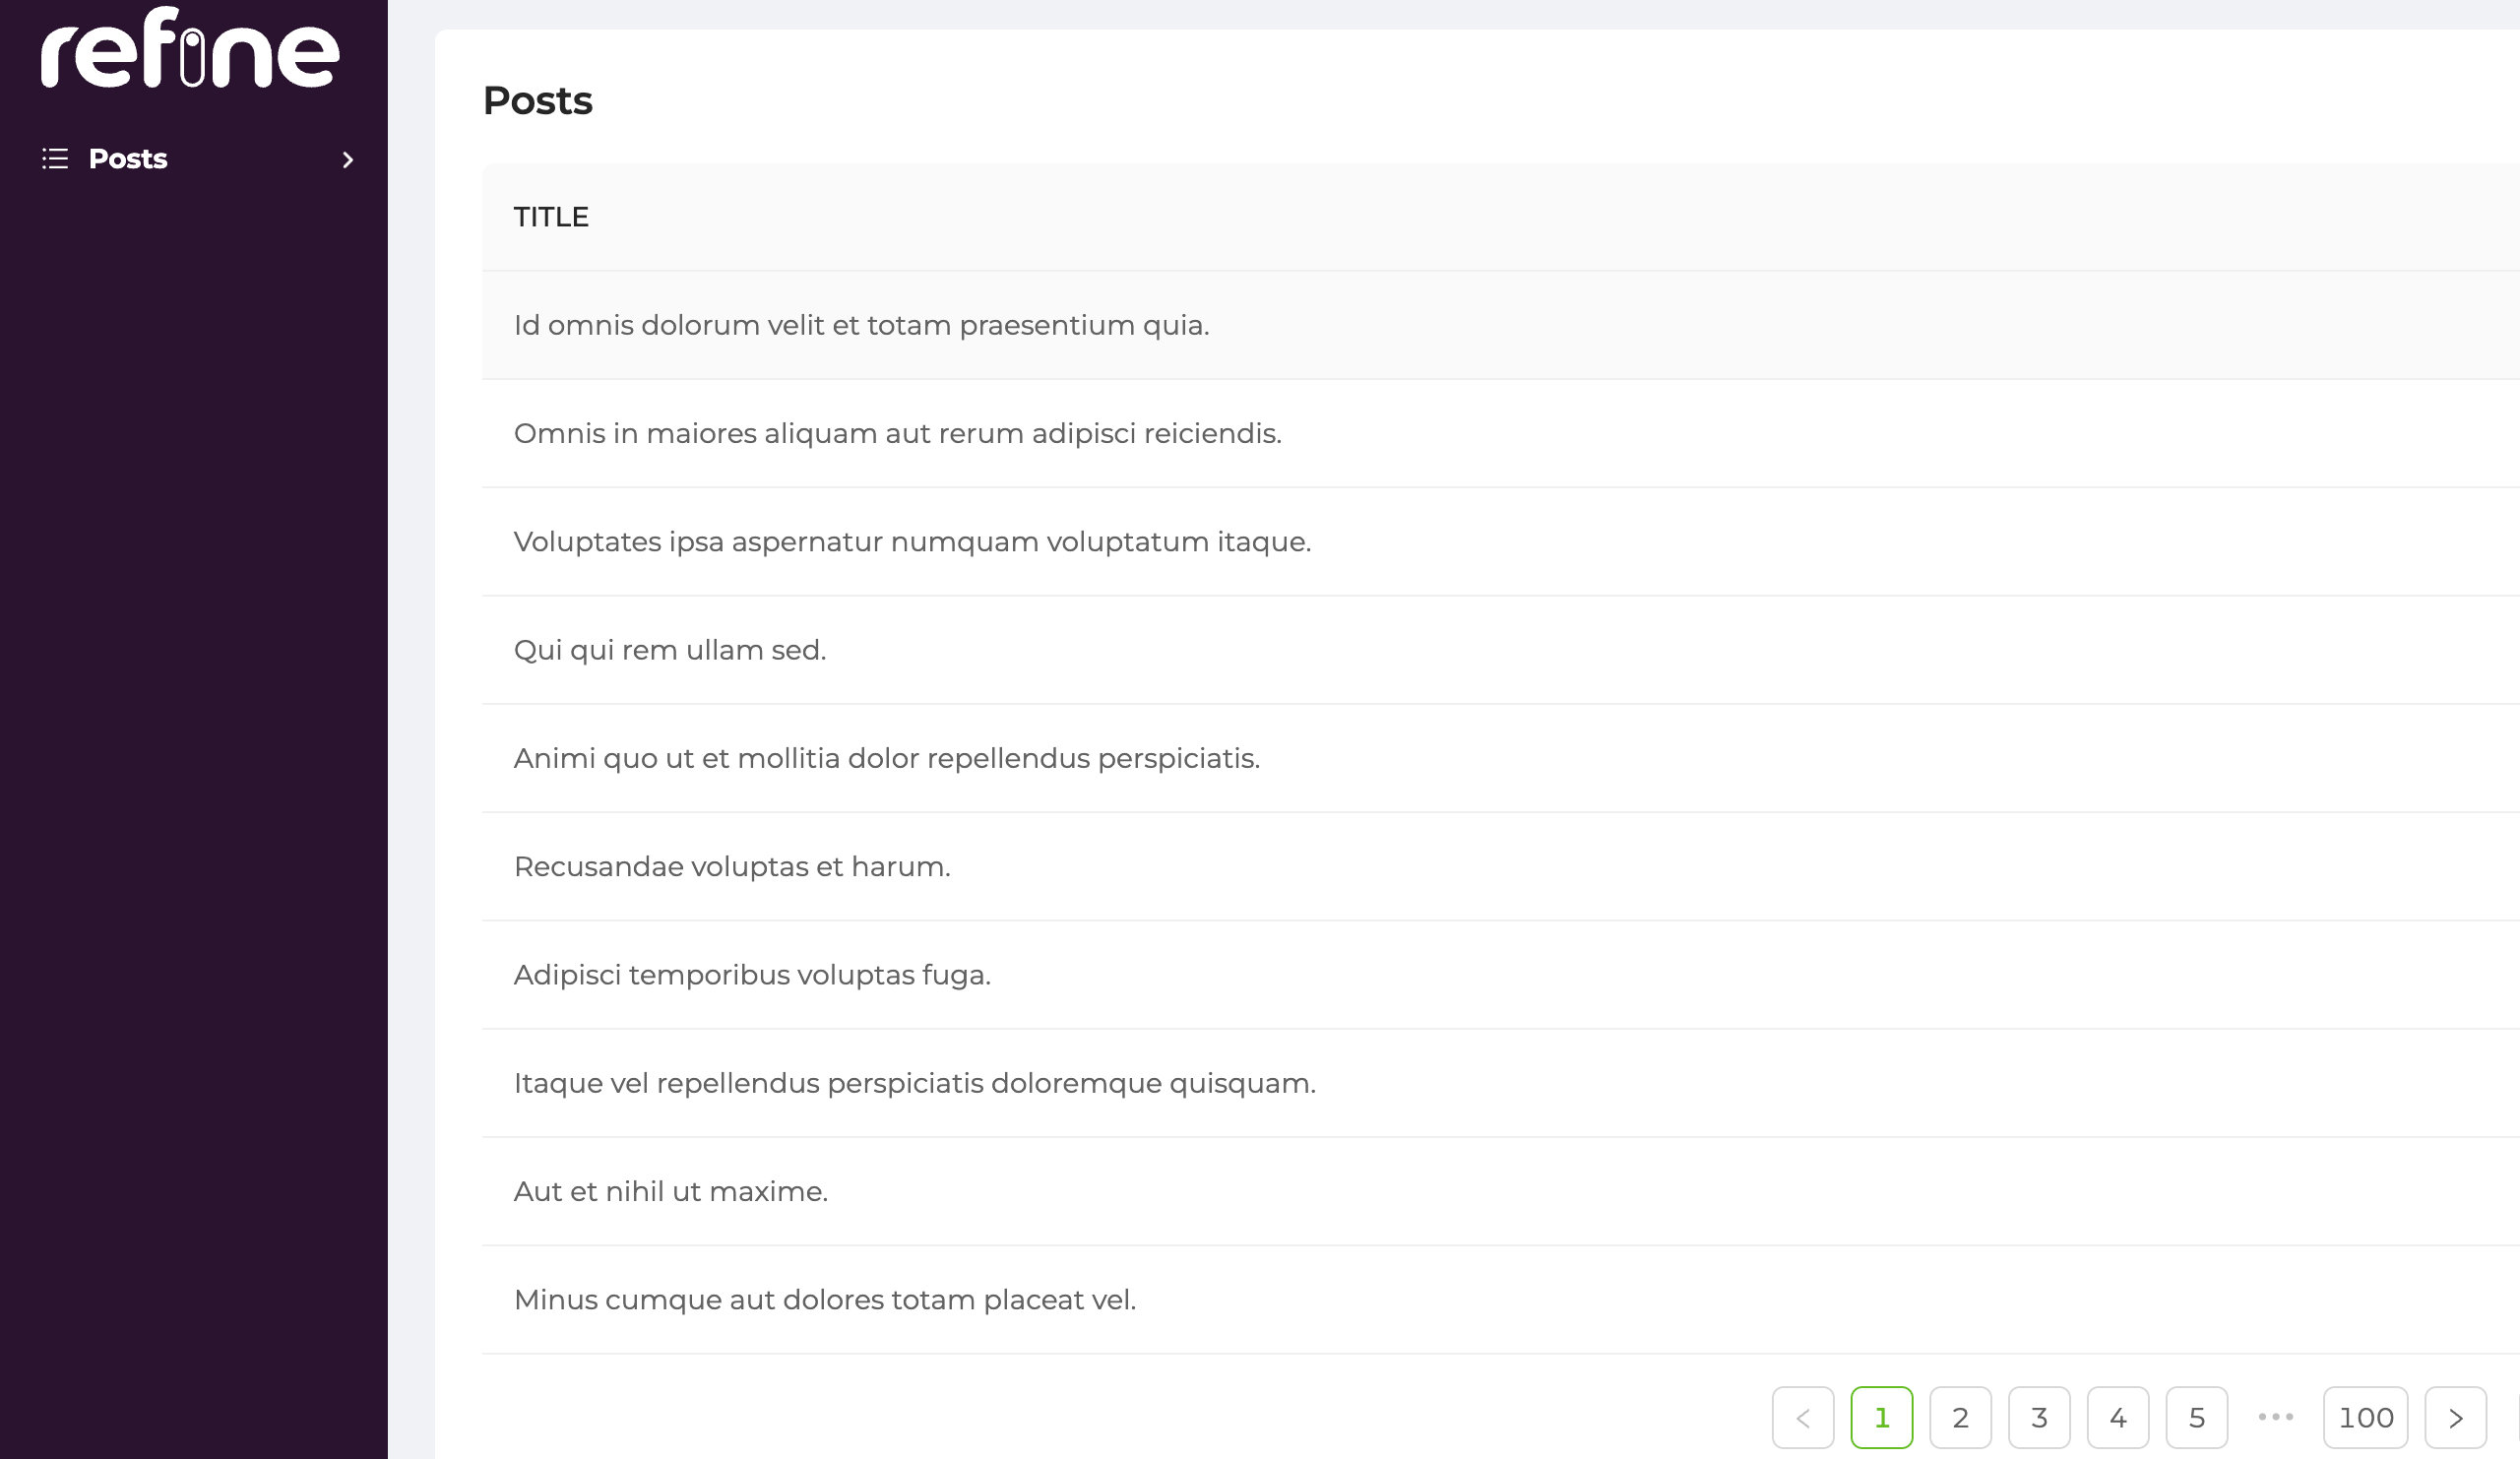 refine
Posts
Posts
TITLE
Id omnis dolorum velit et totam praesentium quia.
Omnis in maiores aliquam aut rerum adipisci reiciendis.
Voluptates ipsa aspernatur numquam voluptatum itaque.
Qui qui rem ullam sed.
Animi quo ut et mollitia dolor repellendus perspiciatis.
Recusandae voluptas et harum.
Adipisci temporibus voluptas fuga.
Itaque vel repellendus perspiciatis doloremque quisquam.
Aut et nihil ut maxime.
Minus cumque aut dolores totam placeat vel.
< 1 2 3 4 5 ••• 100 >